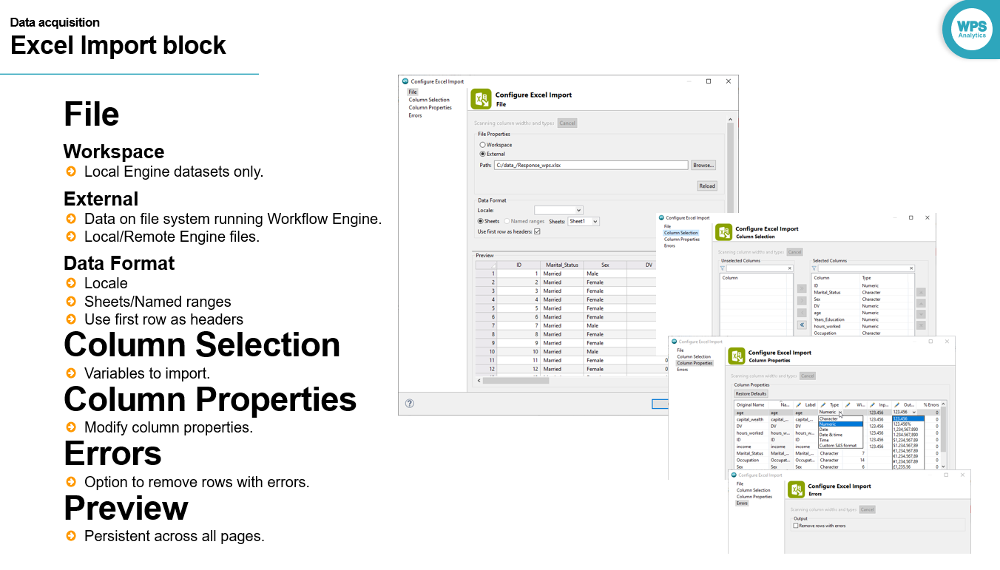 Data acquisition
Excel Import block
WPS
Analytics
File
Workspace
Local Engine datasets only.
External
Data on file system running Workflow Engine.
Local/Remote Engine files.
Data Format
Locale
Sheets/Named ranges
Use first row as headers
Column Selection
Variables to import.
Column Properties
Modify column properties.
Errors
Option to remove rows with errors.
Preview
Persistent across all pages.
Configure Excel Import
File
Column Selection
Column Properties
Errors
Configure Excel Import
File
Scanning column widths and types Cancel
File Properties
Workspace
External
Path: C:/data_/Response_wps.xlsx Browse...
Reload
Data Format
Locale:
Sheets Named ranges Sheets: Sheet1
Use first row as headers:
Preview
ID Marital_Status Sex DV
1 1 Married Male
2 2 Married Female
3 3 Married Female
4 4 Married Female
5 5 Married Female
6 6 Married Female
7 7 Married Male
8 8 Married Female
9 9 Married Female
10 10 Married Male
11 11 Married Female 0
12 12 Married Female 0
Configure Excel Import
File
Column Selection
Column Properties
Errors
Configure Excel Import
Column Selection
Scanning column widths and types Cancel
Unselected Columns Selected Columns
Column Column Type
ID Numeric
Marital_Status Character
Sex Character
DV Numeric
age Numeric
Years_Education Numeric
hours_worked Numeric
Occupation Character
Configure Excel Import
File
Column Selection
Column Properties
Errors
Configure Excel Import
Column Properties
Scanning column widths and types Cancel
Column Properties
Restore Defaults
Original Name Na... Label Type Wi... Inp... Out... % Errors
age age age Numeric 123.456 123.456 0
capital_wealth capital_... capital_... Character 123.456 123.456 0
DV DV DV Numeric 123.456 123.456% 0
hours_worked hours_w... hours_w... Date 123.456 1,234,567,890 0
Date & time 1,234,567.890
ID ID ID Time 123.456 $1,234,567.89 0
income income income Custom SAS format 123.456 $1,234,567.89 0
Marital_Status Marital_... Marital_... Character 7 €1,234,567.89 0
Occupation Occupat... Occupat... Character 14 ¥1,234,567.89 0
Sex Sex Sex Character 6 £1,235.56 0
Configure Excel Import
File
Column Selection
Column Properties
Errors
Configure Excel Import
Errors
Scanning column widths and types Cancel
Output
Remove rows with errors